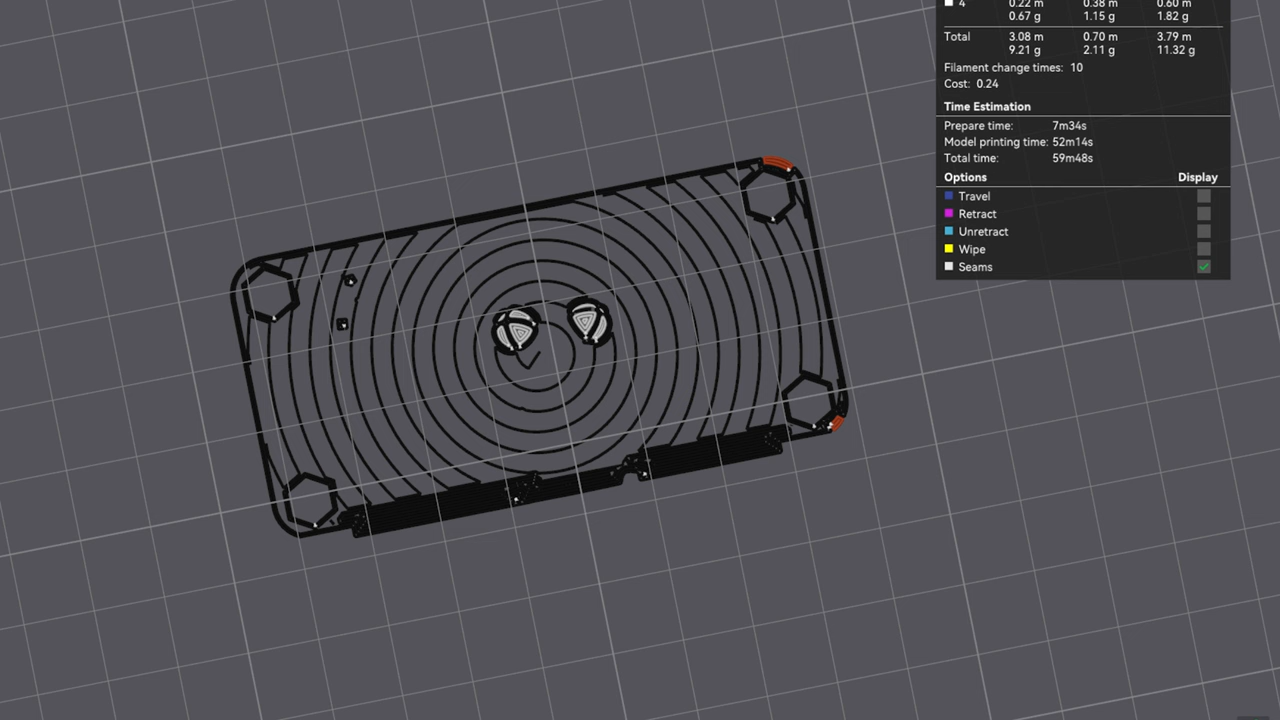 4 0.22 m 0.38 m 0.60 m
0.67 g 1.15 g 1.82 g
Total 3.08 m 0.70 m 3.79 m
9.21 g 2.11 g 11.32 g
Filament change times: 10
Cost: 0.24
Time Estimation
Prepare time: 7m34s
Model printing time: 52m14s
Total time: 59m48s
Options Display
Travel
Retract
Unretract
Wipe
Seams